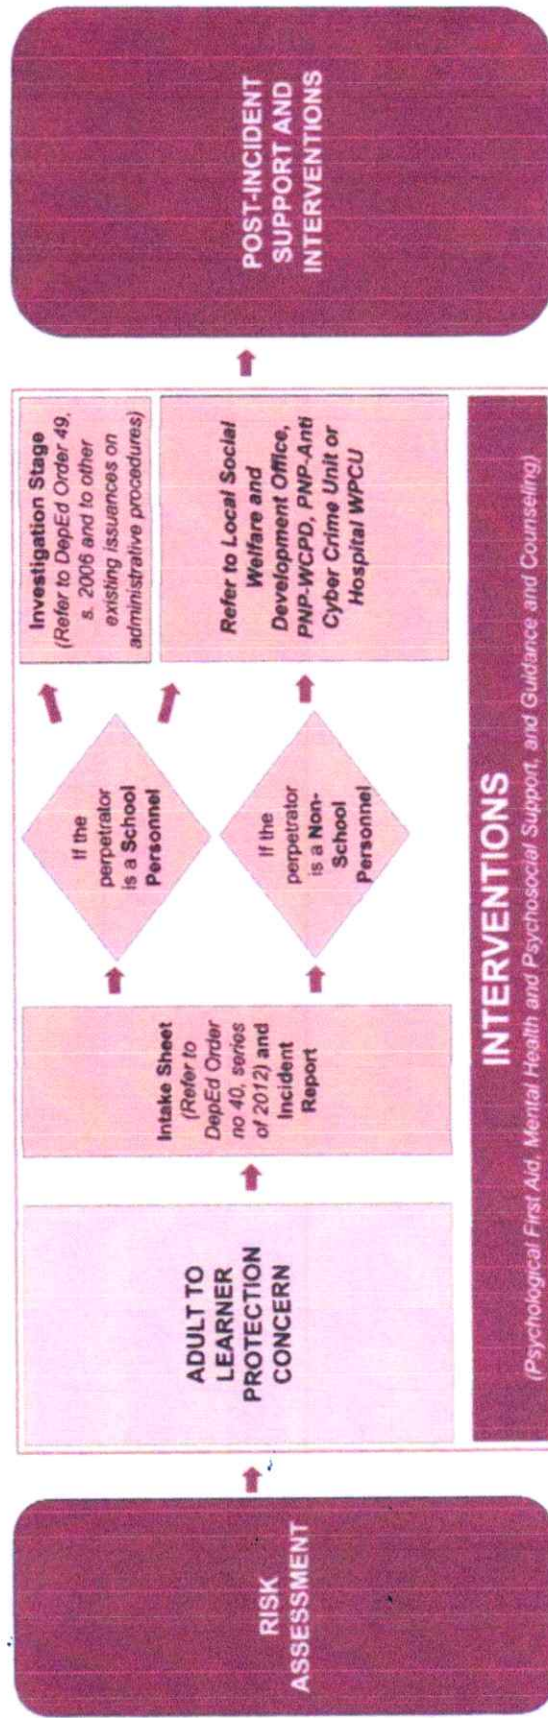 RISK
ASSESSMENT
ADULT TO
LEARNER
PROTECTION
CONCERN
Intake Sheet
(Refer to
DepEd Order
no 40, series
of 2012) and
Incident
Report
If the
perpetrator
is a School
Personnel
If the
perpetrator
is a Non-
School
Personnel
Investigation Stage
(Refer to DepEd Order 49,
s. 2006 and to other
existing issuances on
administrative procedures)
Refer to Local Social
Welfare and
Development Office,
PNP-WCPD, PNP-Anti
Cyber Crime Unit or
Hospital WPCU
INTERVENTIONS
(Psychological First Aid, Mental Health and Psychosocial Support, and Guidance and Counseling)
POST-INCIDENT
SUPPORT AND
INTERVENTIONS